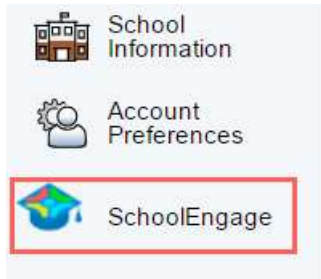 School
Information
Account
Preferences
SchoolEngage